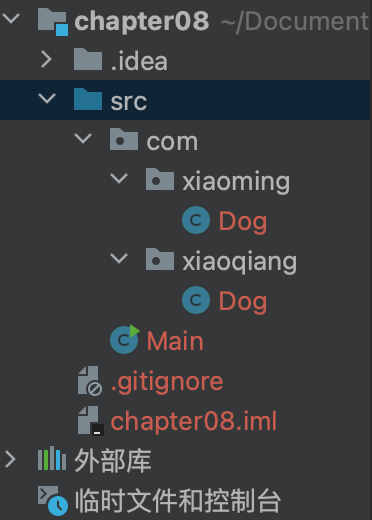 chapter08 ~/Document
.idea
src
com
xiaoming
Dog
xiaoqiang
Dog
Main
.gitignore
chapter08.iml
外部库
临时文件和控制台